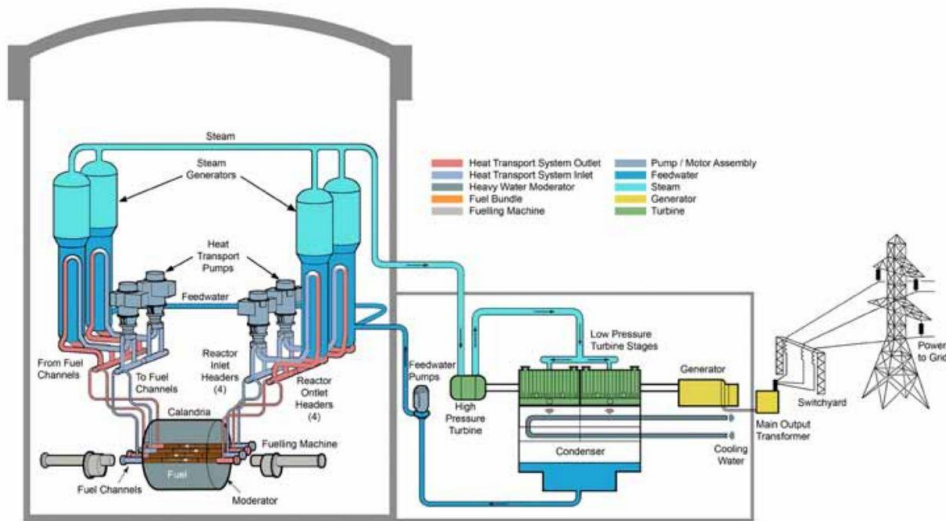 Steam
Steam
Generators
Heat Transport System Outlet
Heat Transport System Inlet
Heavy Water Moderator
Fuel Bundle
Fuelling Machine
Pump / Motor Assembly
Feedwater
Steam
Generator
Turbine
Heat
Transport
Pumps
Feedwater
From Fuel
Channels
To Fuel
Channels
Reactor
Inlet
Headers
(4)
Reactor
Ontlet
Headers
(4)
Calandria
Fuelling Machine
Fuel
Fuel Channels
Moderator
Feedwater
Pumps
High
Pressure
Turbine
Low Pressure
Turbine Stages
Condenser
Generator
Cooling
Water
Main Output
Transformer
Switchyard
Power
to Grid